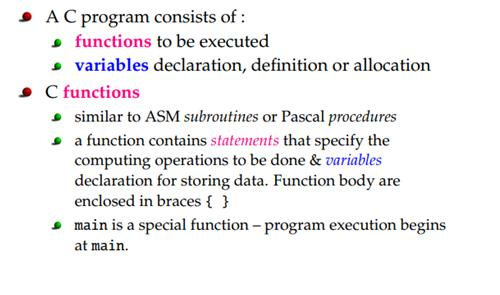 A C program consists of :
functions to be executed
variables declaration, definition or allocation
C functions
similar to ASM subroutines or Pascal procedures
a function contains statements that specify the
computing operations to be done & variables
declaration for storing data. Function body are
enclosed in braces { }
main is a special function – program execution begins
at main.